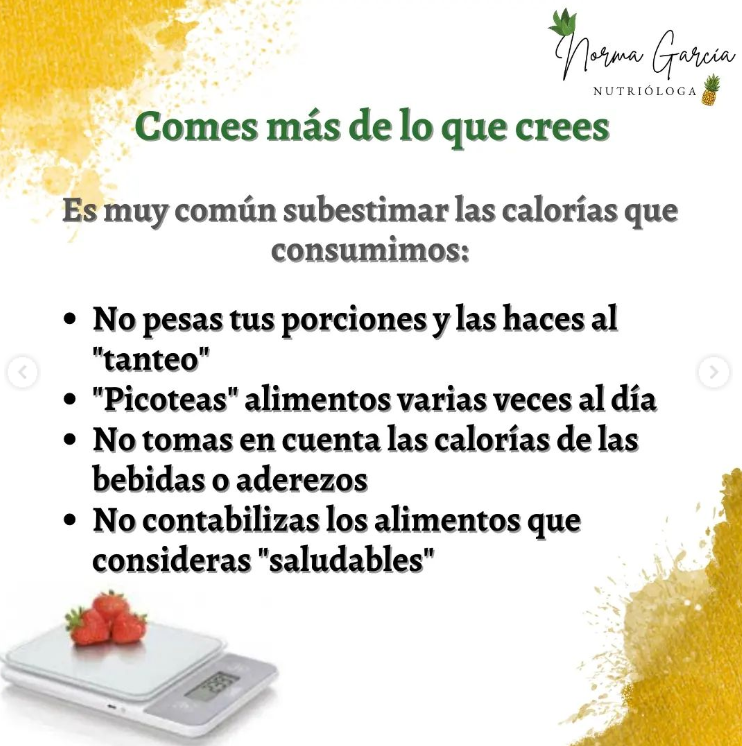 Norma García
NUTRIÓLOGA
Comes más de lo que crees
Es muy común subestimar las calorías que
consumimos:
• No pesas tus porciones y las haces al
"tanteo"
• "Picoteas" alimentos varias veces al día
• No tomas en cuenta las calorías de las
bebidas o aderezos
• No contabilizas los alimentos que
consideras "saludables"